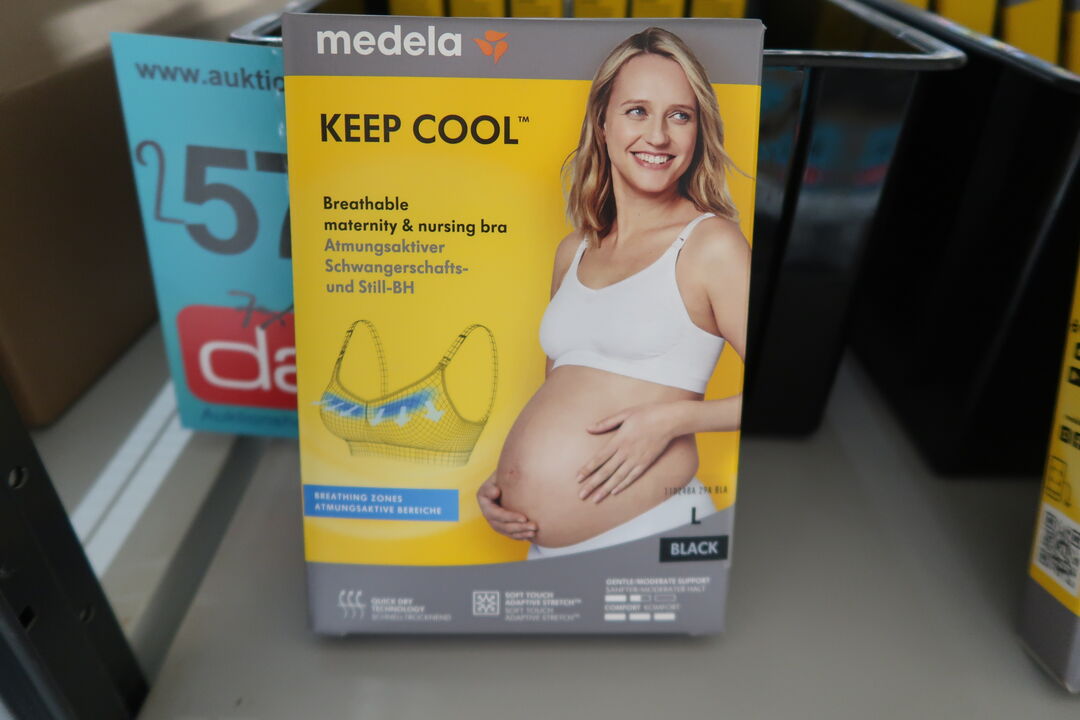 medela
KEEP COOL™
Breathable
maternity & nursing bra
Atmungsaktiver
Schwangerschafts-
und Still-BH
BREATHING ZONES
ATMUNGSAKTIVE BEREICHE
L
BLACK
QUICK DRY
TECHNOLOGY
SCHNELLTROCKNEND
SOFT TOUCH
ADAPTIVE STRETCH™
SOFT TOUCH
ADAPTIVE STRETCH™
GENTLE/MODERATE SUPPORT
SANFTER/MODERATER HALT
COMFORT KOMFORT
www.auktio
257
da